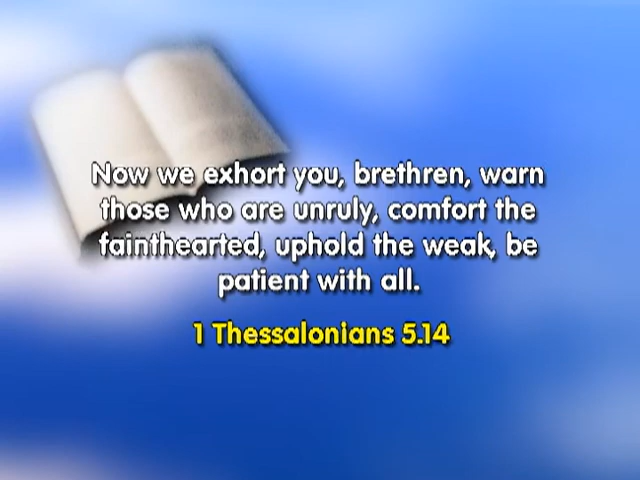 Now we exhort you, brethren, warn
those who are unruly, comfort the
fainthearted, uphold the weak, be
patient with all.
1 Thessalonians 5.14